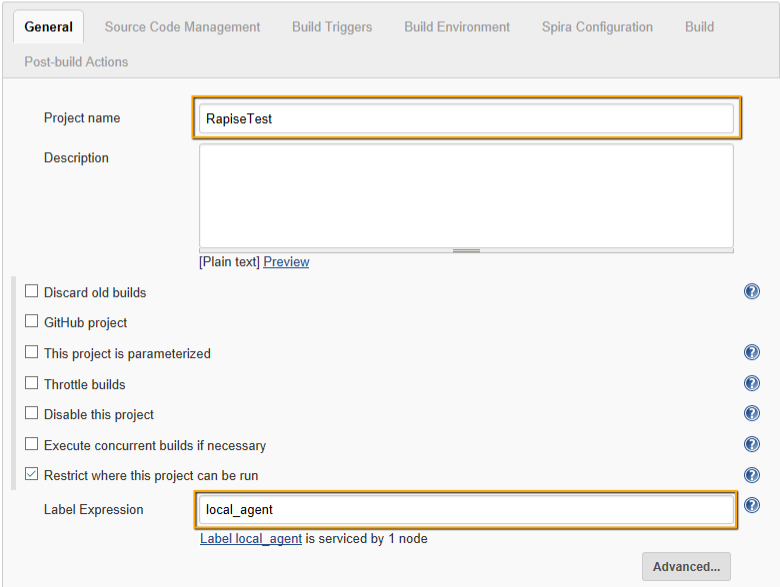 General Source Code Management Build Triggers Build Environment Spira Configuration Build
Post-build Actions
Project name RapiseTest
Description
[Plain text] Preview
Discard old builds ?
GitHub project
This project is parameterized ?
Throttle builds ?
Disable this project ?
Execute concurrent builds if necessary ?
Restrict where this project can be run ?
Label Expression local_agent ?
Label local_agent is serviced by 1 node
Advanced...